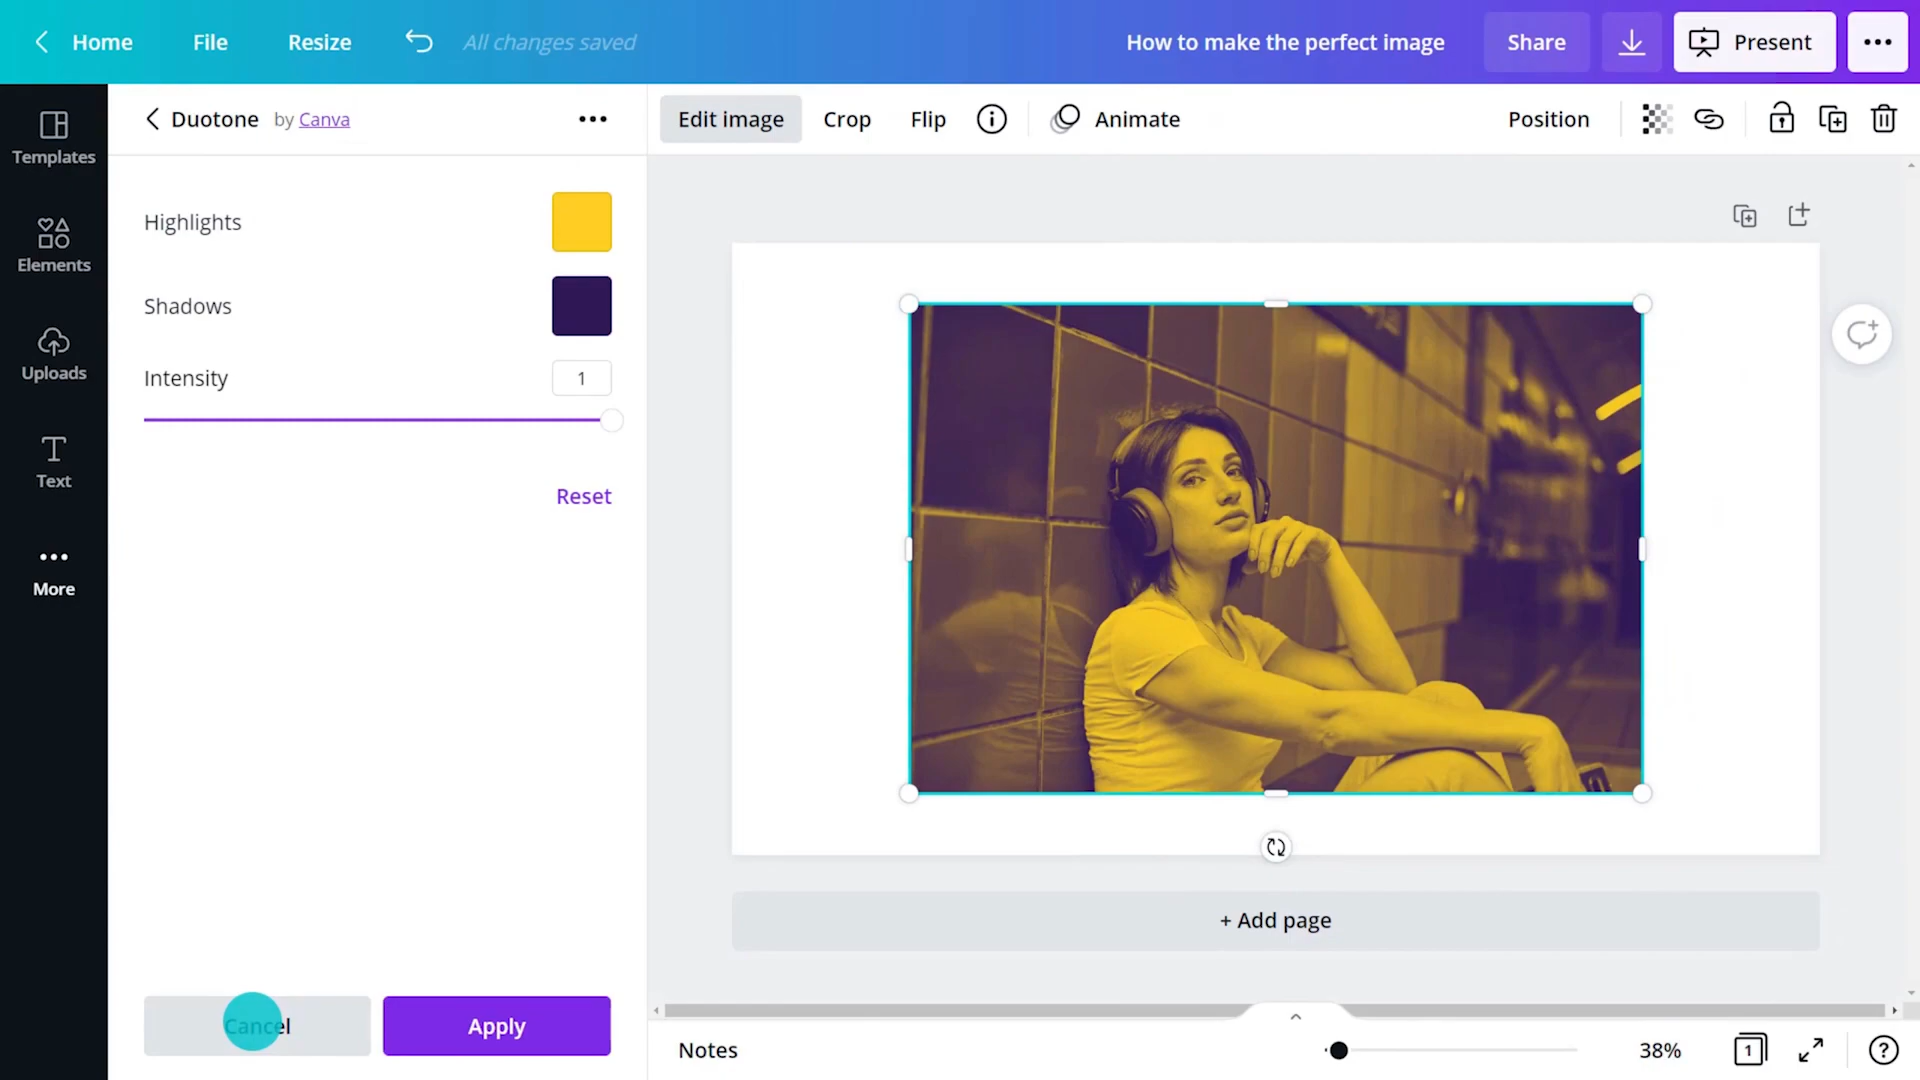 Home File Resize All changes saved How to make the perfect image Share Present
Templates
Elements
Uploads
Text
More
Duotone by Canva
Highlights
Shadows
Intensity 1
Reset
Cancel Apply
Edit image Crop Flip Animate Position
+ Add page
Notes 38% 1